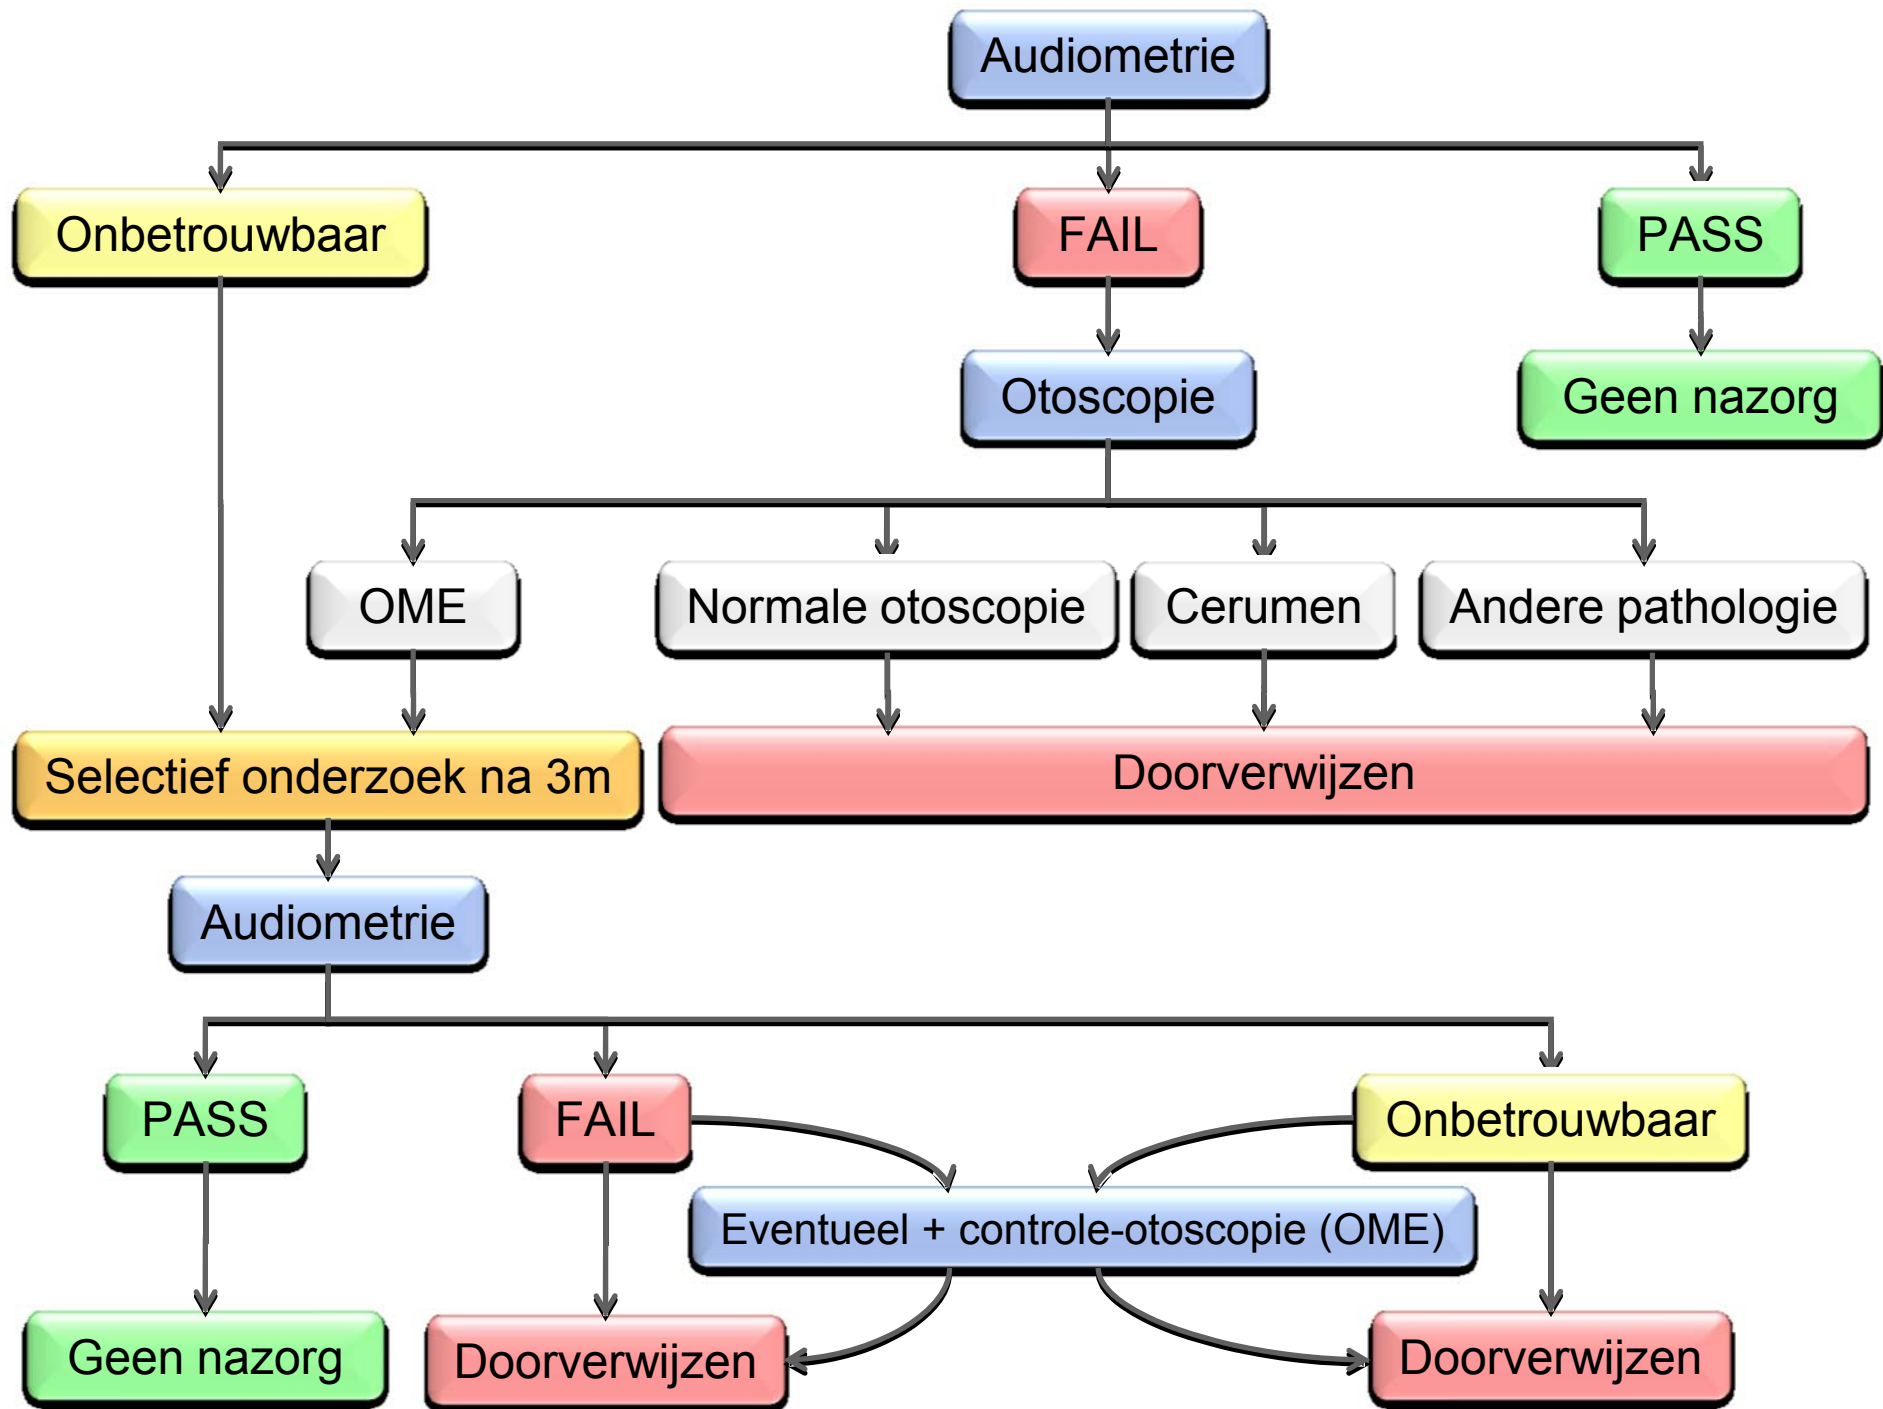 Audiometrie
Onbetrouwbaar
FAIL
PASS
Otoscopie
Geen nazorg
OME
Normale otoscopie
Cerumen
Andere pathologie
Selectief onderzoek na 3m
Doorverwijzen
Audiometrie
PASS
FAIL
Onbetrouwbaar
Eventueel + controle-otoscopie (OME)
Geen nazorg
Doorverwijzen
Doorverwijzen